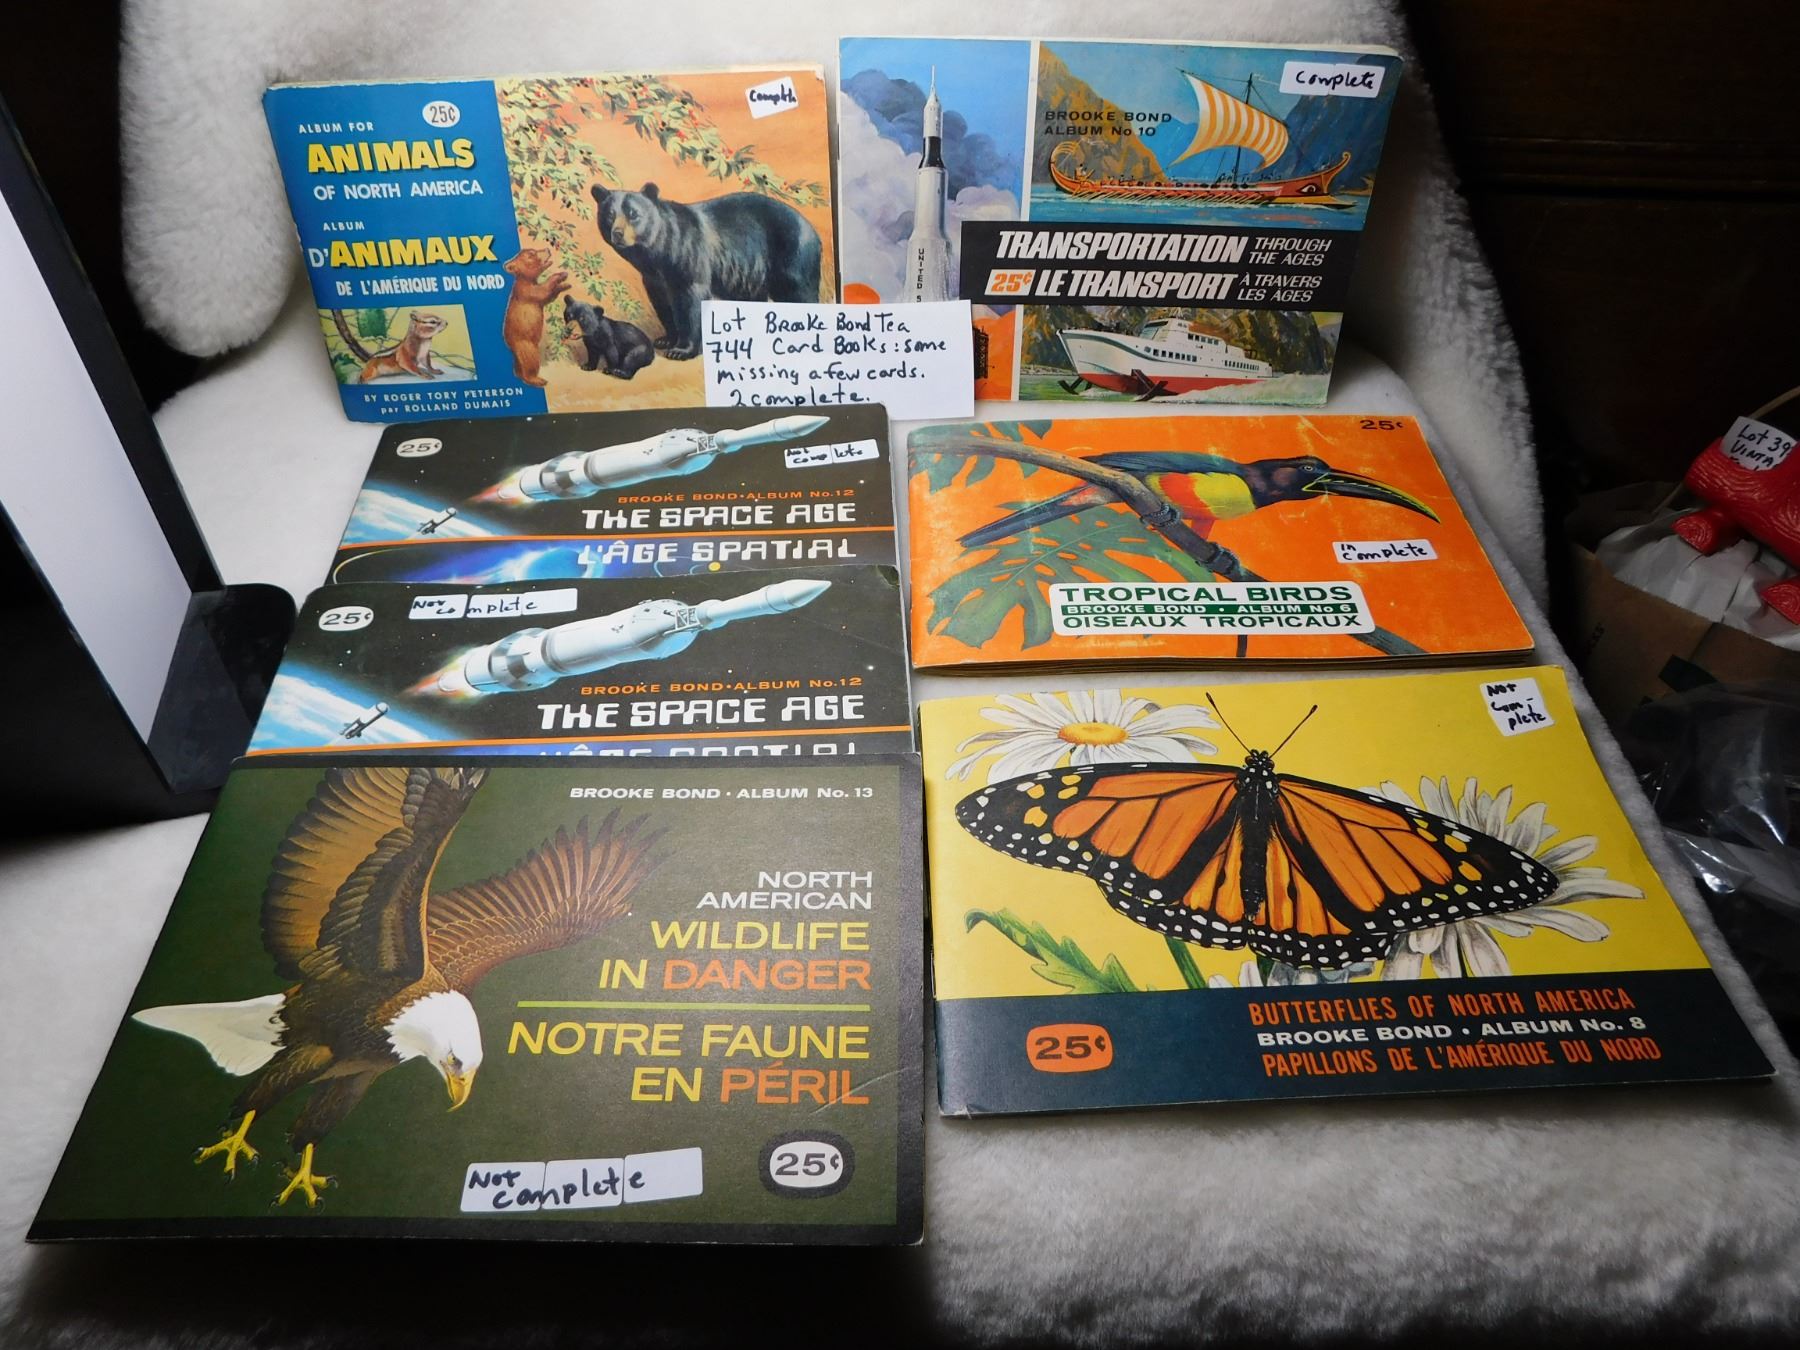 ALBUM FOR
25¢
ANIMALS
OF NORTH AMERICA
ALBUM
D'ANIMAUX
DE L'AMÉRIQUE DU NORD
BY ROGER TORY PETERSON
par ROLLAND DUMAIS
Complete
BROOKE BOND
ALBUM No 10
UNITED S
TRANSPORTATION THROUGH
THE AGES
25¢ LE TRANSPORT À TRAVERS
LES ÂGES
Lot Brooke Bond Tea
744 Card Books: some
missing a few cards.
2 complete.
25¢
Not
complete
BROOKE BOND • ALBUM No. 12
THE SPACE AGE
L'ÂGE SPATIAL
25¢
in
complete
TROPICAL BIRDS
BROOKE BOND • ALBUM No 6
OISEAUX TROPICAUX
25¢
Not
complete
BROOKE BOND • ALBUM No. 12
THE SPACE AGE
L'ÂGE SPATIAL
BROOKE BOND • ALBUM No. 13
NORTH
AMERICAN
WILDLIFE
IN DANGER
NOTRE FAUNE
EN PÉRIL
25¢
Not
complete
Not
com-
plete
25¢
BUTTERFLIES OF NORTH AMERICA
BROOKE BOND • ALBUM No. 8
PAPILLONS DE L'AMÉRIQUE DU NORD
Lot 39